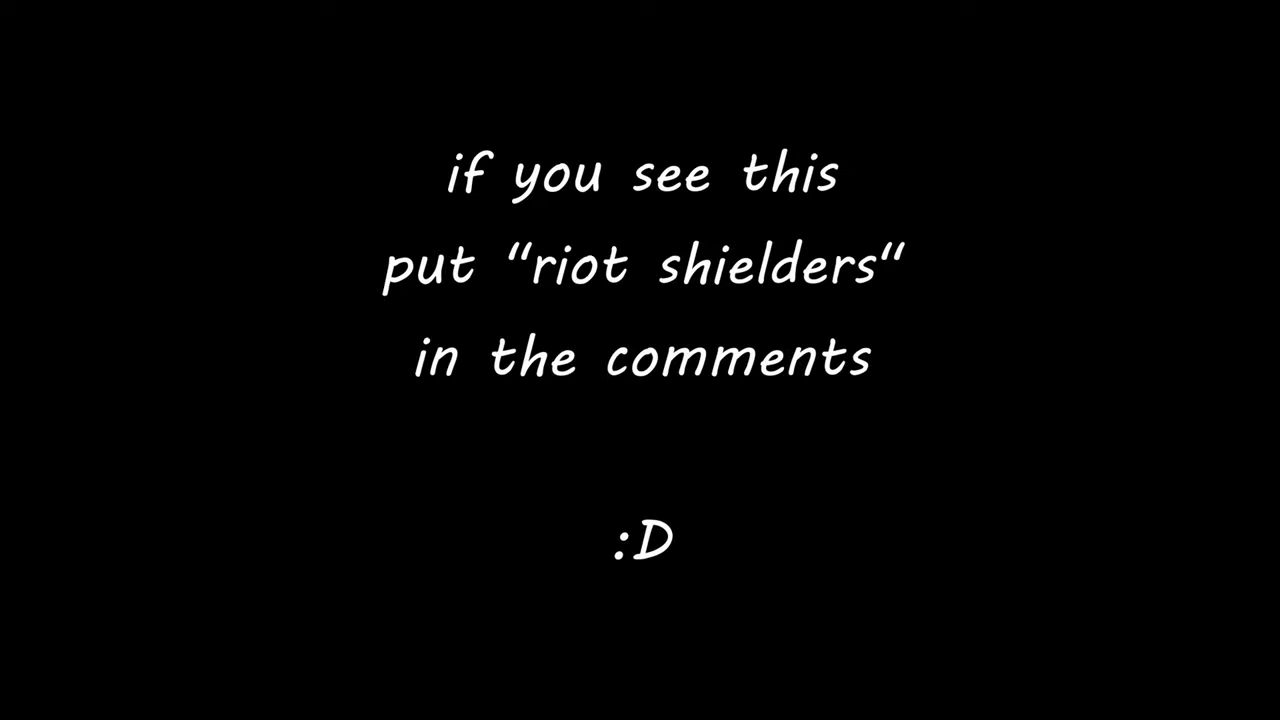 if you see this
put “riot shielders“
in the comments
:D